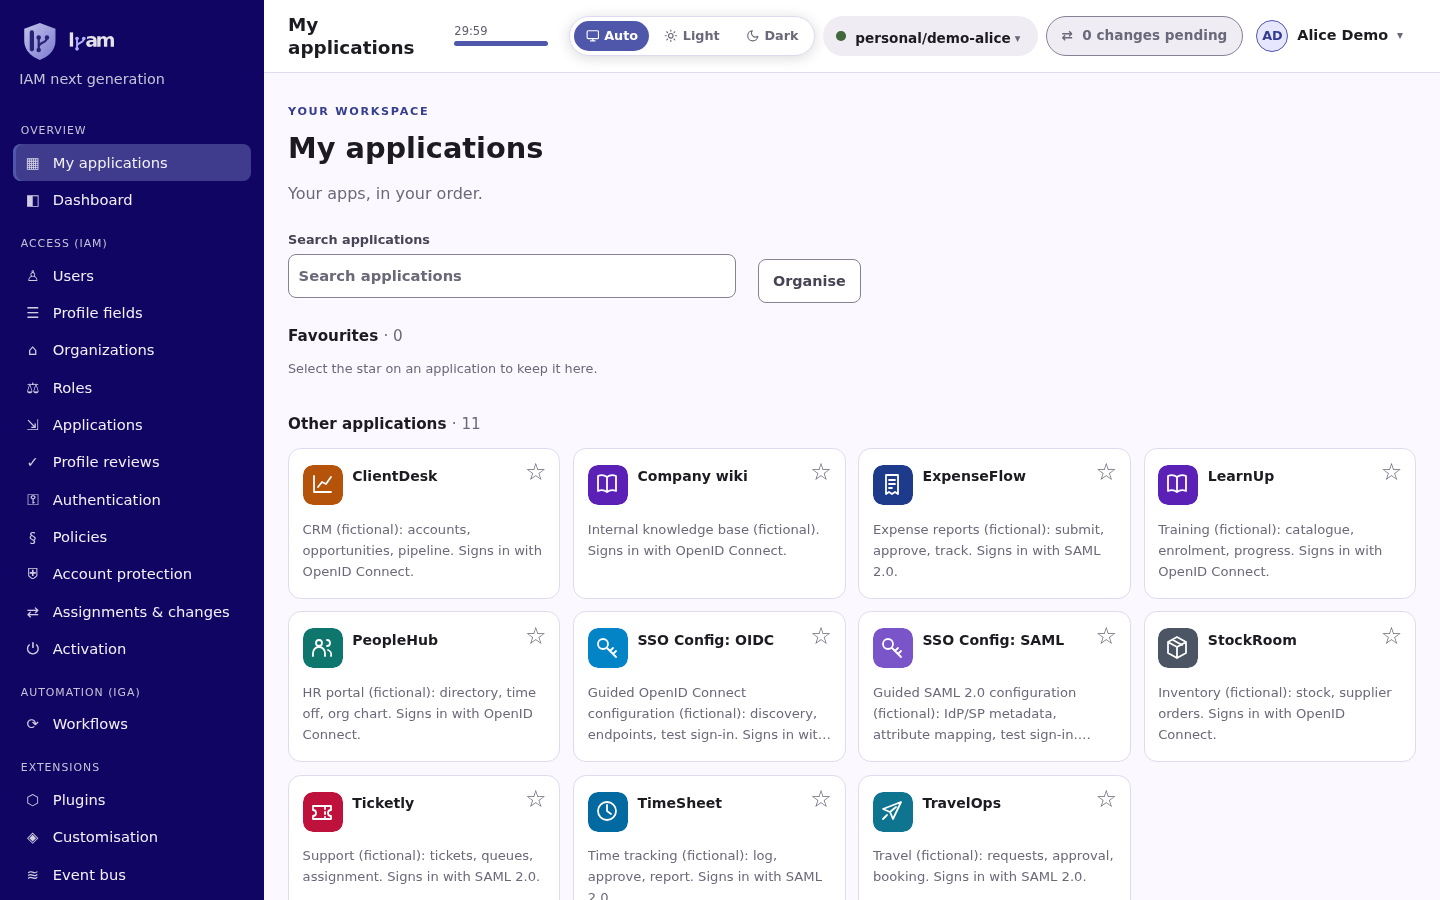 lyam
IAM next generation
OVERVIEW
My applications
Dashboard
ACCESS (IAM)
Users
Profile fields
Organizations
Roles
Applications
Profile reviews
Authentication
Policies
Account protection
Assignments & changes
Activation
AUTOMATION (IGA)
Workflows
EXTENSIONS
Plugins
Customisation
Event bus
My
applications
29:59
Auto
Light
Dark
personal/demo-alice
0 changes pending
AD
Alice Demo
YOUR WORKSPACE
My applications
Your apps, in your order.
Search applications
Search applications
Organise
Favourites · 0
Select the star on an application to keep it here.
Other applications · 11
ClientDesk
CRM (fictional): accounts,
opportunities, pipeline. Signs in with
OpenID Connect.
Company wiki
Internal knowledge base (fictional).
Signs in with OpenID Connect.
ExpenseFlow
Expense reports (fictional): submit,
approve, track. Signs in with SAML
2.0.
LearnUp
Training (fictional): catalogue,
enrolment, progress. Signs in with
OpenID Connect.
PeopleHub
HR portal (fictional): directory, time
off, org chart. Signs in with OpenID
Connect.
SSO Config: OIDC
Guided OpenID Connect
configuration (fictional): discovery,
endpoints, test sign-in. Signs in wit…
SSO Config: SAML
Guided SAML 2.0 configuration
(fictional): IdP/SP metadata,
attribute mapping, test sign-in.…
StockRoom
Inventory (fictional): stock, supplier
orders. Signs in with OpenID
Connect.
Ticketly
Support (fictional): tickets, queues,
assignment. Signs in with SAML 2.0.
TimeSheet
Time tracking (fictional): log,
approve, report. Signs in with SAML
2.0.
TravelOps
Travel (fictional): requests, approval,
booking. Signs in with SAML 2.0.